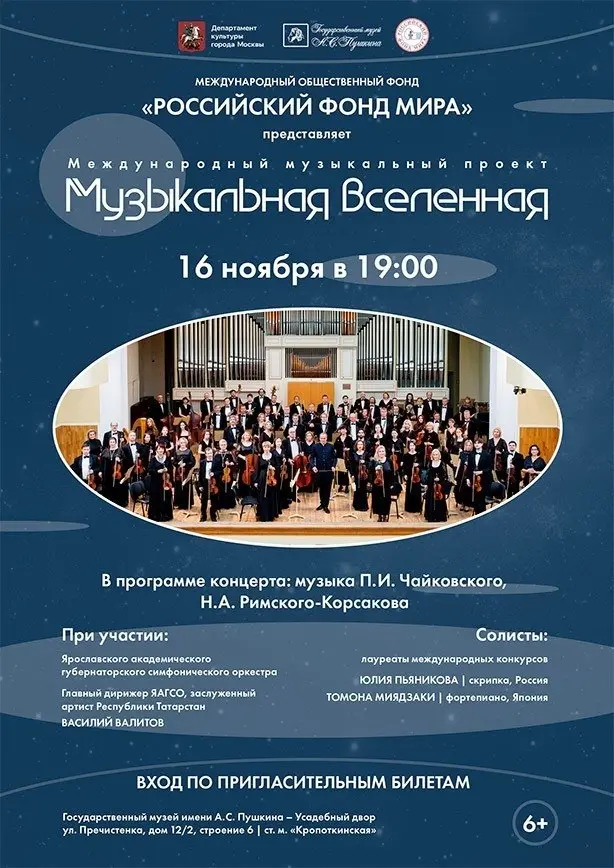 Департамент
культуры
города Москвы
Государственный музей
А.С. Пушкина
МЕЖДУНАРОДНЫЙ ОБЩЕСТВЕННЫЙ ФОНД
«РОССИЙСКИЙ ФОНД МИРА»
представляет
Международный музыкальный проект
Музыкальная Вселенная
16 ноября в 19:00
В программе концерта: музыка П.И. Чайковского,
Н.А. Римского-Корсакова
При участии:
Ярославского академического
губернаторского симфонического оркестра
Главный дирижер ЯАГСО, заслуженный
артист Республики Татарстан
ВАСИЛИЙ ВАЛИТОВ
Солисты:
лауреаты международных конкурсов
ЮЛИЯ ПЬЯНИКОВА | скрипка, Россия
ТОМОНА МИЯДЗАКИ | фортепиано, Япония
ВХОД ПО ПРИГЛАСИТЕЛЬНЫМ БИЛЕТАМ
Государственный музей имени А.С. Пушкина – Усадебный двор
ул. Пречистенка, дом 12/2, строение 6 | ст. м. «Кропоткинская»
6+